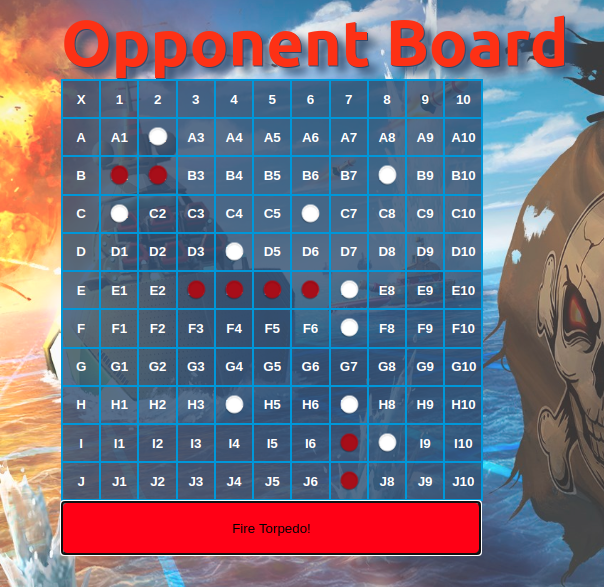 Opponent Board
X 1 2 3 4 5 6 7 8 9 10
A A1 A3 A4 A5 A6 A7 A8 A9 A10
B B3 B4 B5 B6 B7 B9 B10
C C2 C3 C4 C5 C7 C8 C9 C10
D D1 D2 D3 D5 D6 D7 D8 D9 D10
E E1 E2 E8 E9 E10
F F1 F2 F3 F4 F5 F6 F8 F9 F10
G G1 G2 G3 G4 G5 G6 G7 G8 G9 G10
H H1 H2 H3 H5 H6 H8 H9 H10
I I1 I2 I3 I4 I5 I6 I9 I10
J J1 J2 J3 J4 J5 J6 J8 J9 J10
Fire Torpedo!